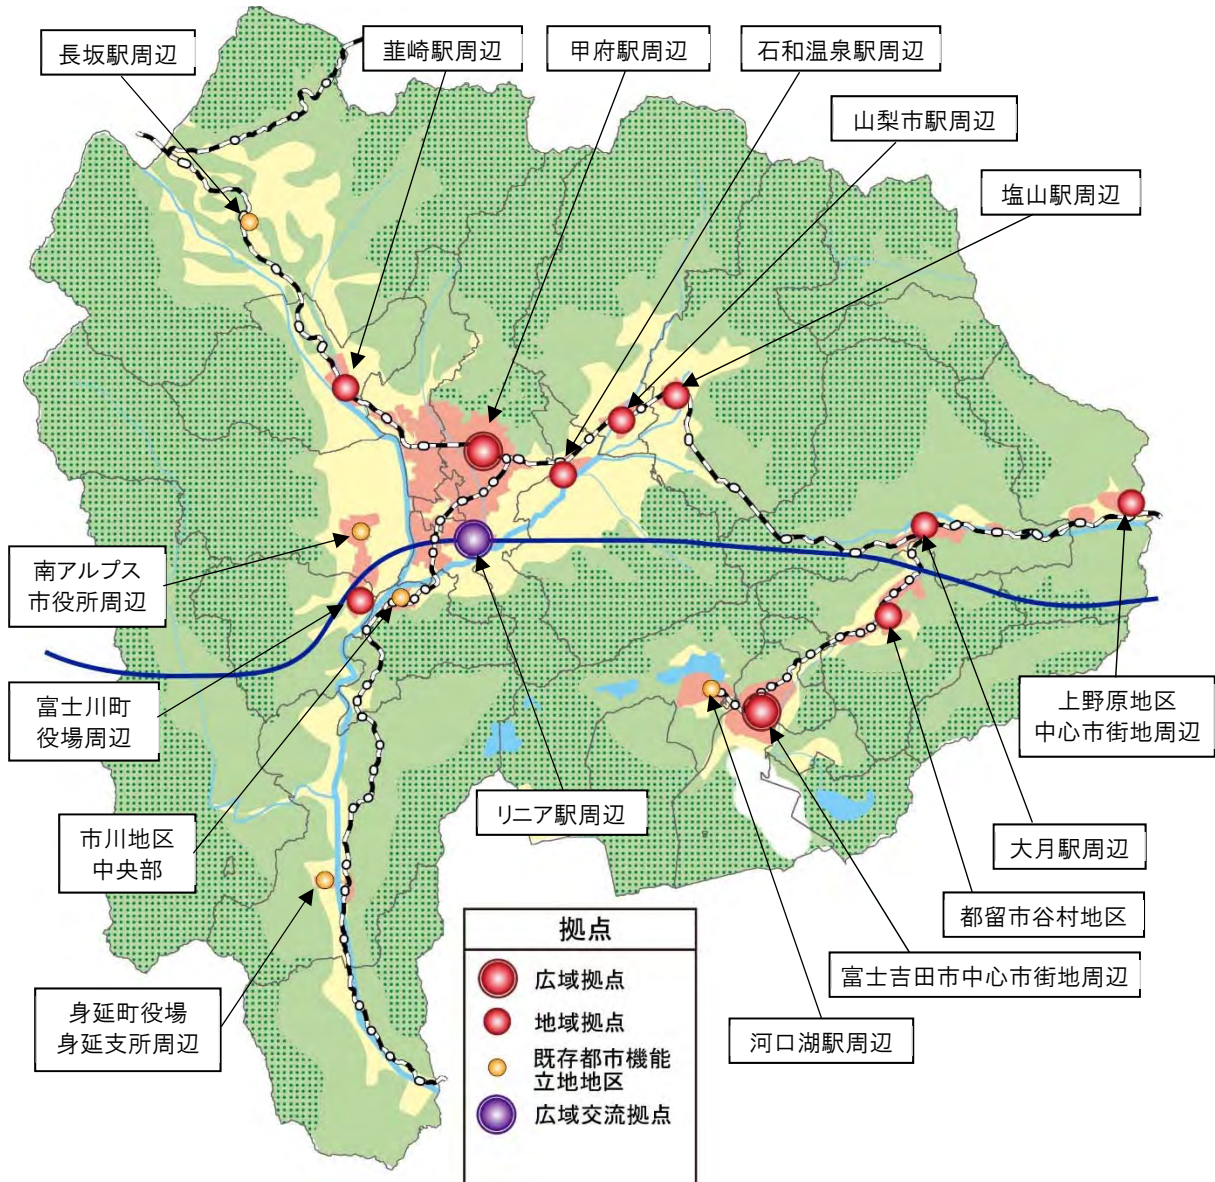 長坂駅周辺
韮崎駅周辺
甲府駅周辺
石和温泉駅周辺
山梨市駅周辺
塩山駅周辺
南アルプス
市役所周辺
富士川町
役場周辺
市川地区
中央部
身延町役場
身延支所周辺
リニア駅周辺
上野原地区
中心市街地周辺
大月駅周辺
都留市谷村地区
富士吉田市中心市街地周辺
河口湖駅周辺
拠点
広域拠点
地域拠点
既存都市機能
立地地区
広域交流拠点